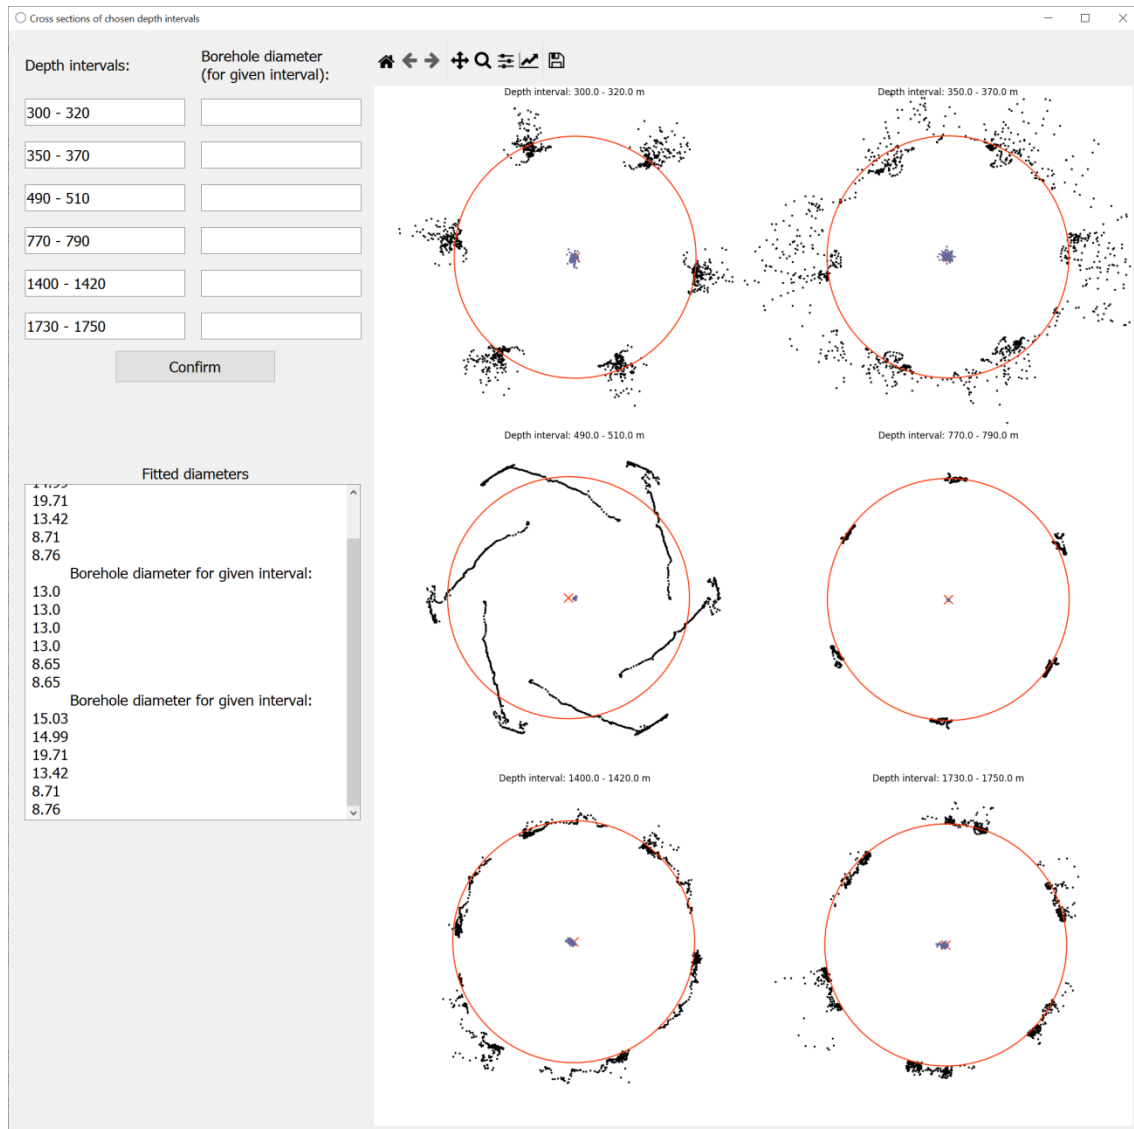 Cross sections of chosen depth intervals
Depth intervals:
Borehole diameter
(for given interval):
300 - 320
350 - 370
490 - 510
770 - 790
1400 - 1420
1730 - 1750
Confirm
Fitted diameters
19.71
13.42
8.71
8.76
Borehole diameter for given interval:
13.0
13.0
13.0
13.0
8.65
8.65
Borehole diameter for given interval:
15.03
14.99
19.71
13.42
8.71
8.76
Depth interval: 300.0 - 320.0 m
Depth interval: 350.0 - 370.0 m
Depth interval: 490.0 - 510.0 m
Depth interval: 770.0 - 790.0 m
Depth interval: 1400.0 - 1420.0 m
Depth interval: 1730.0 - 1750.0 m